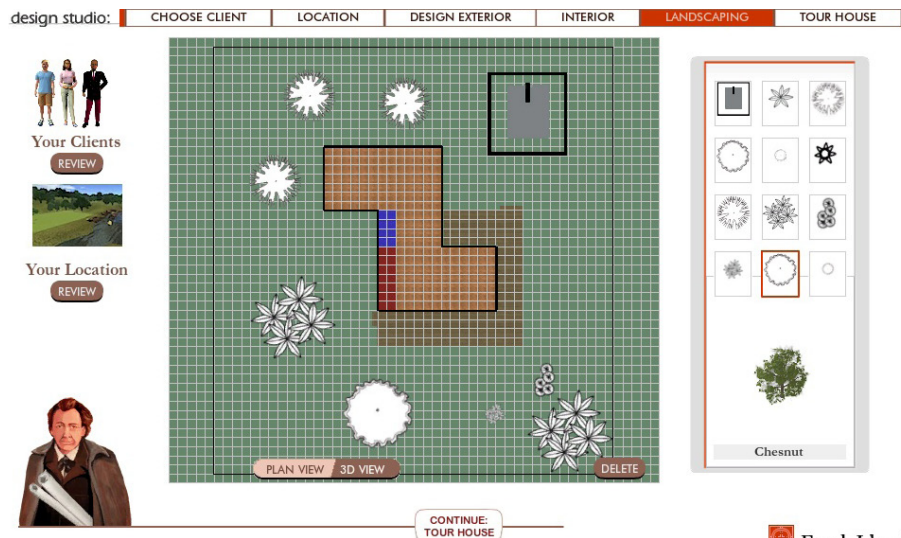 design studio:
CHOOSE CLIENT
LOCATION
DESIGN EXTERIOR
INTERIOR
LANDSCAPING
TOUR HOUSE
Your Clients
REVIEW
Your Location
REVIEW
Chesnut
PLAN VIEW
3D VIEW
DELETE
CONTINUE:
TOUR HOUSE